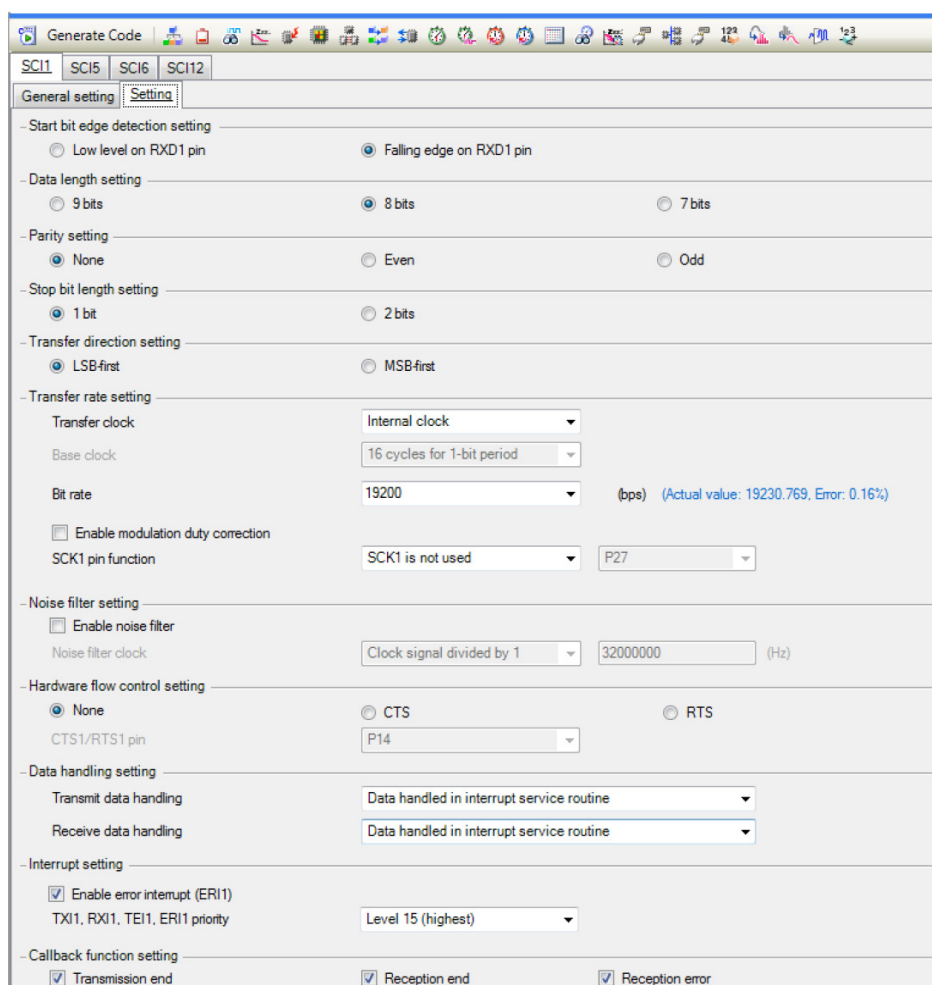 Generate Code
SCI1 SCI5 SCI6 SCI12
General setting Setting
Start bit edge detection setting
Low level on RXD1 pin Falling edge on RXD1 pin
Data length setting
9 bits 8 bits 7 bits
Parity setting
None Even Odd
Stop bit length setting
1 bit 2 bits
Transfer direction setting
LSB-first MSB-first
Transfer rate setting
Transfer clock Internal clock
Base clock 16 cycles for 1-bit period
Bit rate 19200 (bps) (Actual value: 19230.769, Error: 0.16%)
Enable modulation duty correction
SCK1 pin function SCK1 is not used P27
Noise filter setting
Enable noise filter
Noise filter clock Clock signal divided by 1 32000000 (Hz)
Hardware flow control setting
None CTS RTS
CTS1/RTS1 pin P14
Data handling setting
Transmit data handling Data handled in interrupt service routine
Receive data handling Data handled in interrupt service routine
Interrupt setting
Enable error interrupt (ERI1)
TXI1, RXI1, TEI1, ERI1 priority Level 15 (highest)
Callback function setting
Transmission end Reception end Reception error